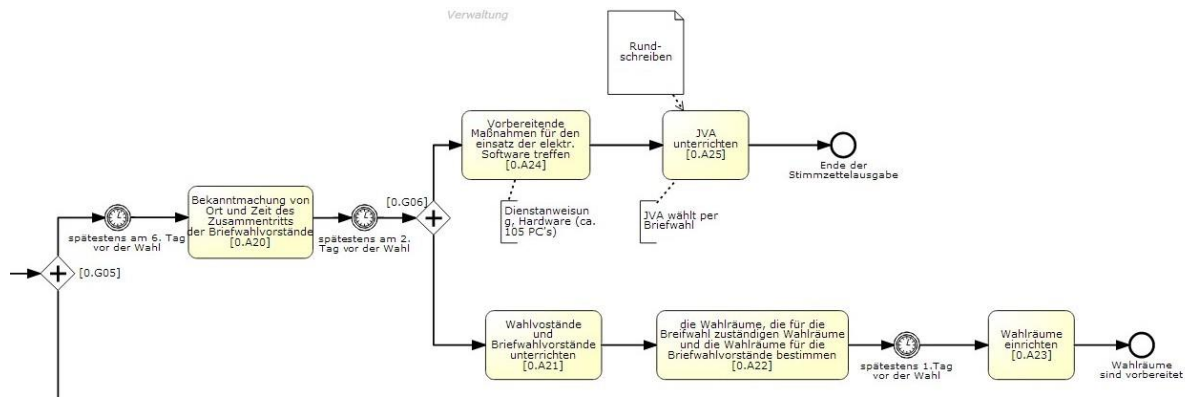 Verwaltung
Rund-
schreiben
Vorbereitende
Maßnahmen für den
einsatz der elektr.
Software treffen
[0.A24]
JVA
unterrichten
[0.A25]
Ende der
Stimmzettelausgabe
Dienstanweisun
g, Hardware (ca.
105 PC's)
JVA wählt per
Briefwahl
[0.G05]
spätestens am 6. Tag
vor der Wahl
Bekanntmachung von
Ort und Zeit des
Zusammentritts
der Briefwahlvorstände
[0.A20]
spätestens am 2.
Tag vor der Wahl
[0.G06]
Wahlvostände
und
Briefwahlvorstände
unterrichten
[0.A21]
die Wahlräume, die für die
Breifwahl zuständigen Wahlräume
und die Wahlräume für die
Briefwahlvorstände bestimmen
[0.A22]
spätestens 1.Tag
vor der Wahl
Wahlräume
einrichten
[0.A23]
Wahlräume
sind vorbereitet